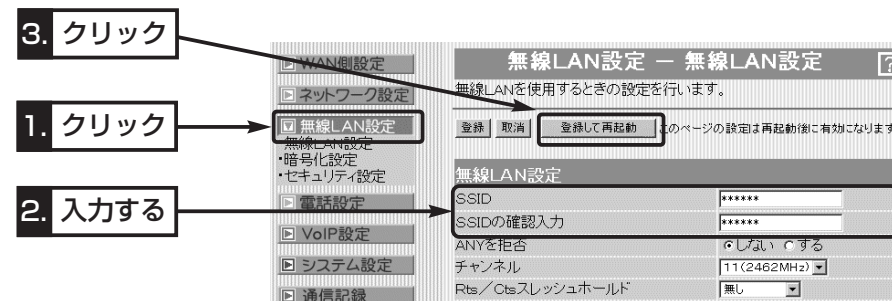 3. クリック
1. クリック
2. 入力する
WAN側設定
ネットワーク設定
無線LAN設定
無線LAN設定
・暗号化設定
・セキュリティ設定
電話設定
VoIP設定
システム設定
通信記録
無線LAN設定 － 無線LAN設定
?
無線LANを使用するときの設定を行います。
登録 取消 登録して再起動 このページの設定は再起動後に有効になります
無線LAN設定
SSID ******
SSIDの確認入力 ******
ANYを拒否 しない する
チャンネル 11(2462MHz)
Rts／Ctsスレッシュホールド 無し